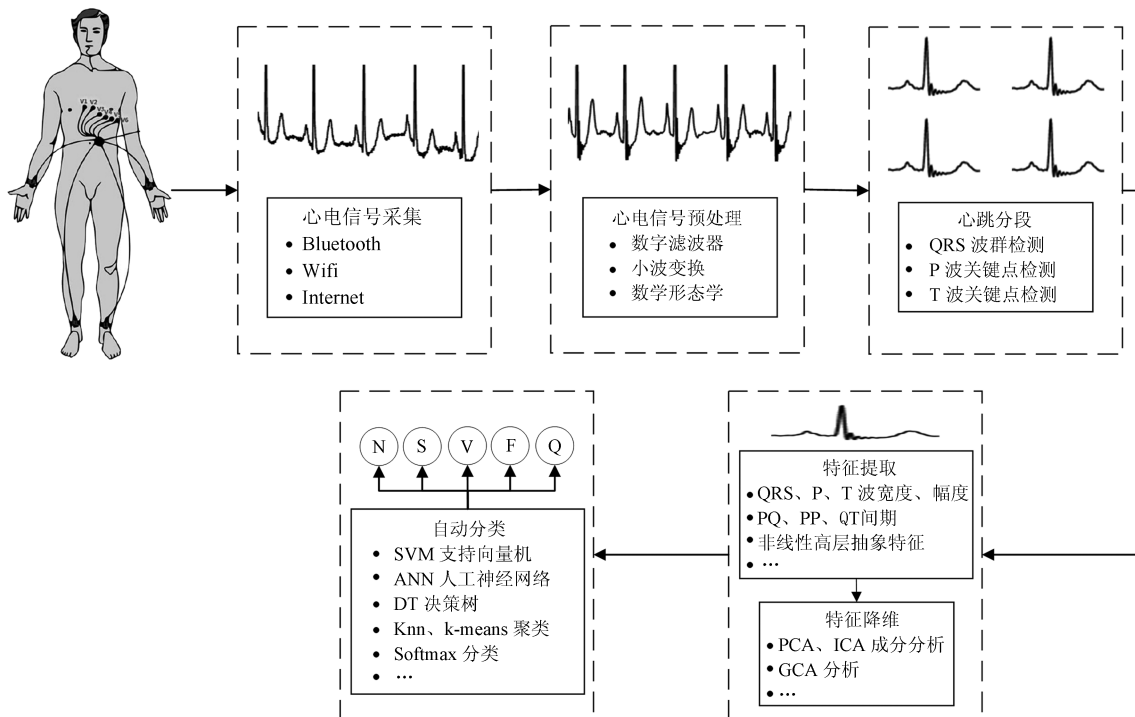 V1 V2
V6
心电信号采集
• Bluetooth
• Wifi
• Internet
心电信号预处理
• 数字滤波器
• 小波变换
• 数学形态学
心跳分段
• QRS 波群检测
• P 波关键点检测
• T 波关键点检测
N S V F Q
自动分类
• SVM 支持向量机
• ANN 人工神经网络
• DT 决策树
• Knn、k-means 聚类
• Softmax 分类
• …
特征提取
• QRS、P、T 波宽度、幅度
• PQ、PP、QT间期
• 非线性高层抽象特征
• …
特征降维
• PCA、ICA 成分分析
• GCA 分析
• …